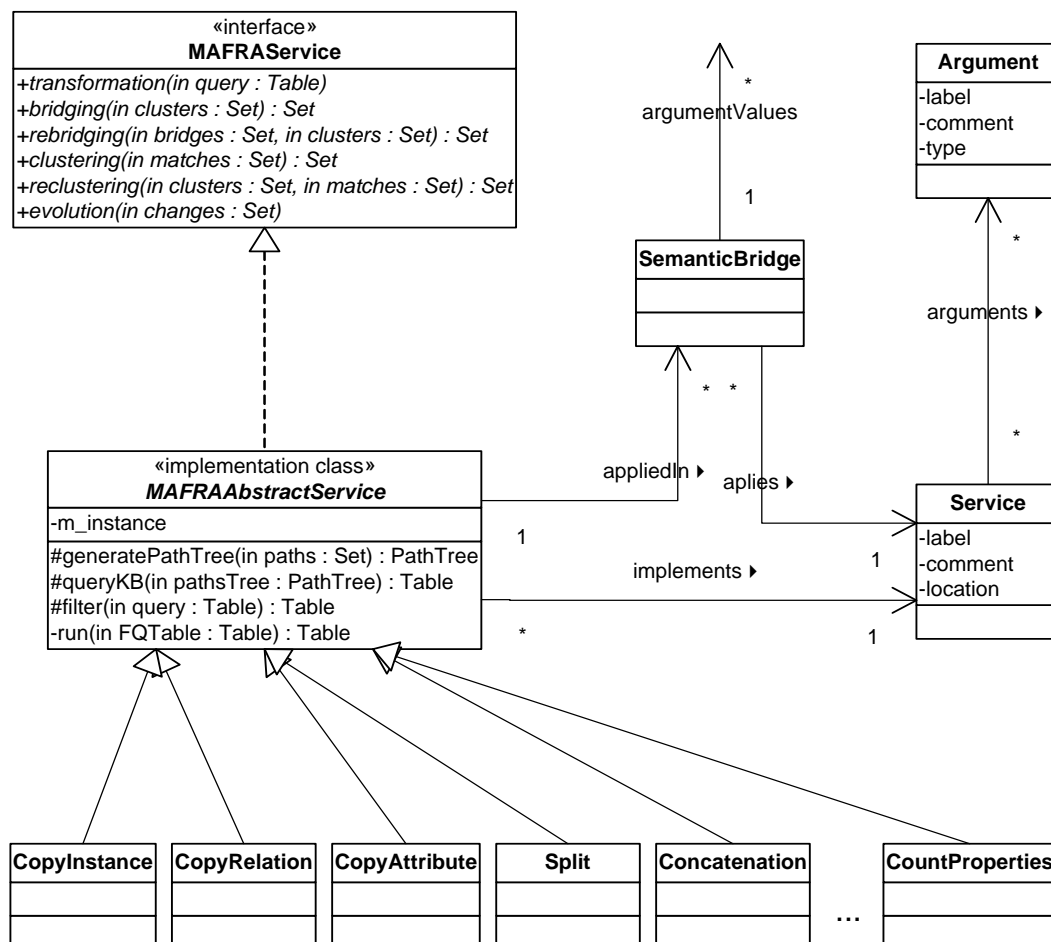 «interface»
MAFRAService
+transformation(in query : Table)
+bridging(in clusters : Set) : Set
+rebridging(in bridges : Set, in clusters : Set) : Set
+clustering(in matches : Set) : Set
+reclustering(in clusters : Set, in matches : Set) : Set
+evolution(in changes : Set)
*
argumentValues
1
Argument
-label
-comment
-type
SemanticBridge
*
arguments
*
* *
appliedIn
aplies
«implementation class»
MAFRAAbstractService
-m_instance
#generatePathTree(in paths : Set) : PathTree
#queryKB(in pathsTree : PathTree) : Table
#filter(in query : Table) : Table
-run(in FQTable : Table) : Table
1
1
implements
*
1
Service
-label
-comment
-location
CopyInstance
CopyRelation
CopyAttribute
Split
Concatenation
...
CountProperties